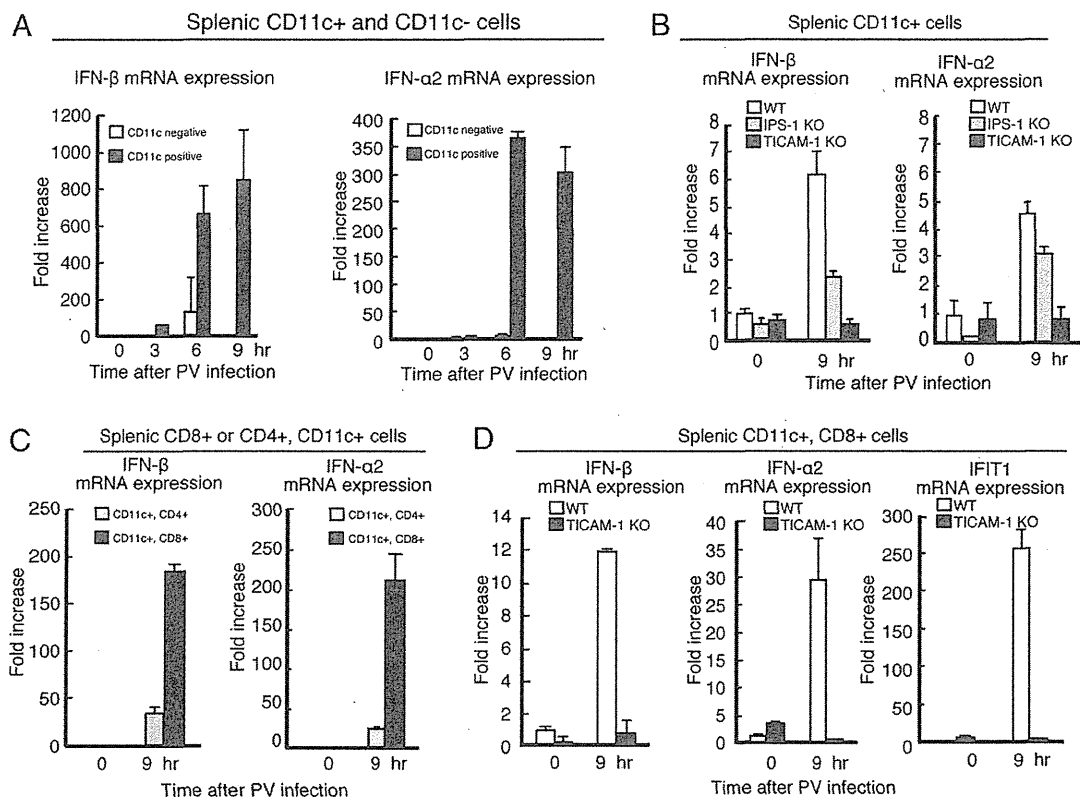 A
Splenic CD11c+ and CD11c- cells
IFN-β mRNA expression
Fold increase
1200
1000
800
600
400
200
0
CD11c negative
CD11c positive
0 3 6 9 hr
Time after PV infection
IFN-α2 mRNA expression
Fold increase
400
350
300
250
200
150
100
50
0
CD11c negative
CD11c positive
0 3 6 9 hr
Time after PV infection
B
Splenic CD11c+ cells
IFN-β
mRNA expression
WT
IPS-1 KO
TICAM-1 KO
Fold increase
8
7
6
5
4
3
2
1
0
0 9 hr
IFN-α2
mRNA expression
WT
IPS-1 KO
TICAM-1 KO
Fold increase
8
7
6
5
4
3
2
1
0
0 9 hr
Time after PV infection
C
Splenic CD8+ or CD4+, CD11c+ cells
IFN-β
mRNA expression
Fold increase
250
200
150
100
50
0
CD11c+, CD4+
CD11c+, CD8+
0 9 hr
IFN-α2
mRNA expression
Fold increase
300
250
200
150
100
50
0
CD11c+, CD4+
CD11c+, CD8+
0 9 hr
Time after PV infection
D
Splenic CD11c+, CD8+ cells
IFN-β
mRNA expression
WT
TICAM-1 KO
Fold increase
14
12
10
8
6
4
2
0
0 9 hr
IFN-α2
mRNA expression
WT
TICAM-1 KO
Fold increase
40
35
30
25
20
15
10
5
0
0 9 hr
IFIT1
mRNA expression
WT
TICAM-1 KO
Fold increase
300
250
200
150
100
50
0
0 9 hr
Time after PV infection